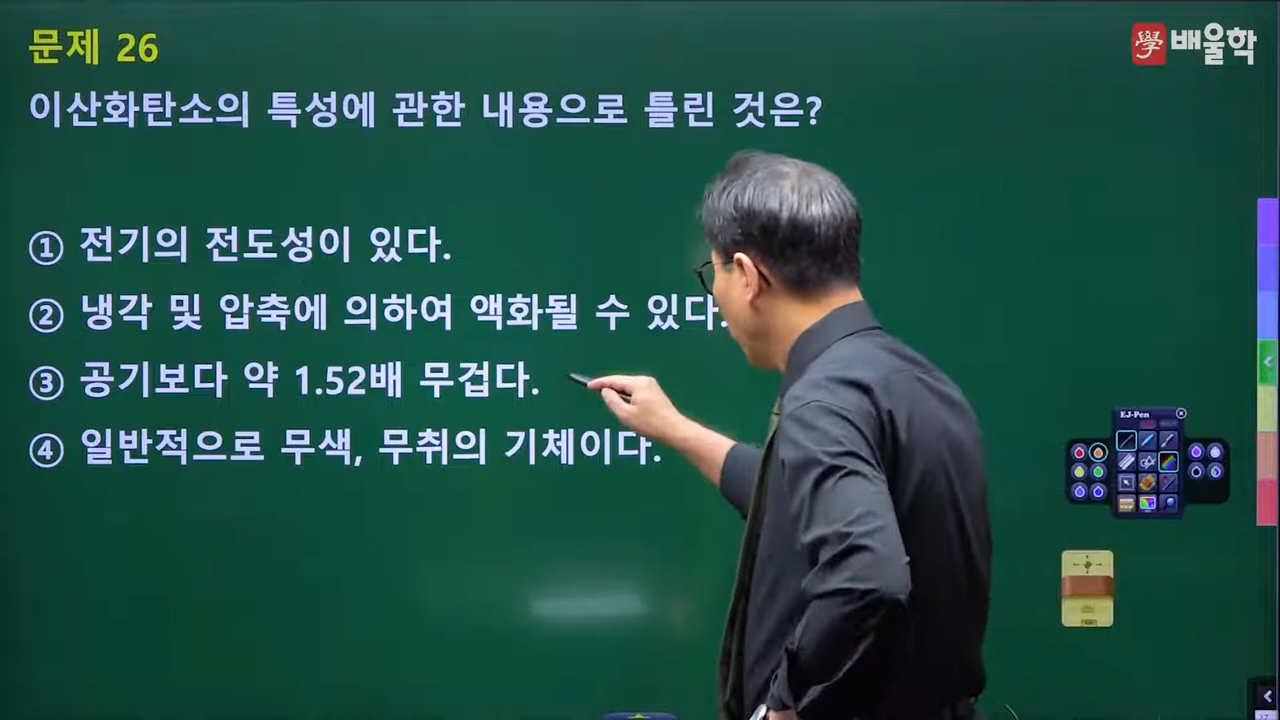 문제 26
學 배울학
이산화탄소의 특성에 관한 내용으로 틀린 것은?
① 전기의 전도성이 있다.
② 냉각 및 압축에 의하여 액화될 수 있다.
③ 공기보다 약 1.52배 무겁다.
④ 일반적으로 무색, 무취의 기체이다.
EJ-Pen